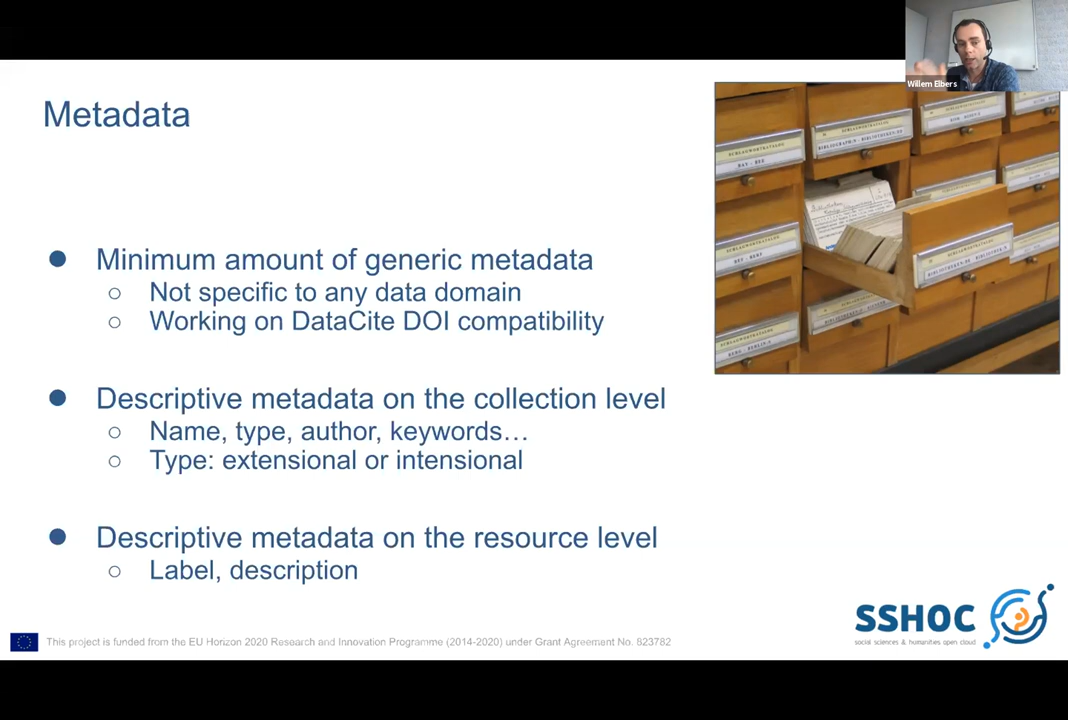 Willem Elbers
Metadata
Minimum amount of generic metadata
Not specific to any data domain
Working on DataCite DOI compatibility
Descriptive metadata on the collection level
Name, type, author, keywords…
Type: extensional or intensional
Descriptive metadata on the resource level
Label, description
SSHOC
social sciences & humanities open cloud
This project is funded from the EU Horizon 2020 Research and Innovation Programme (2014-2020) under Grant Agreement No. 823782